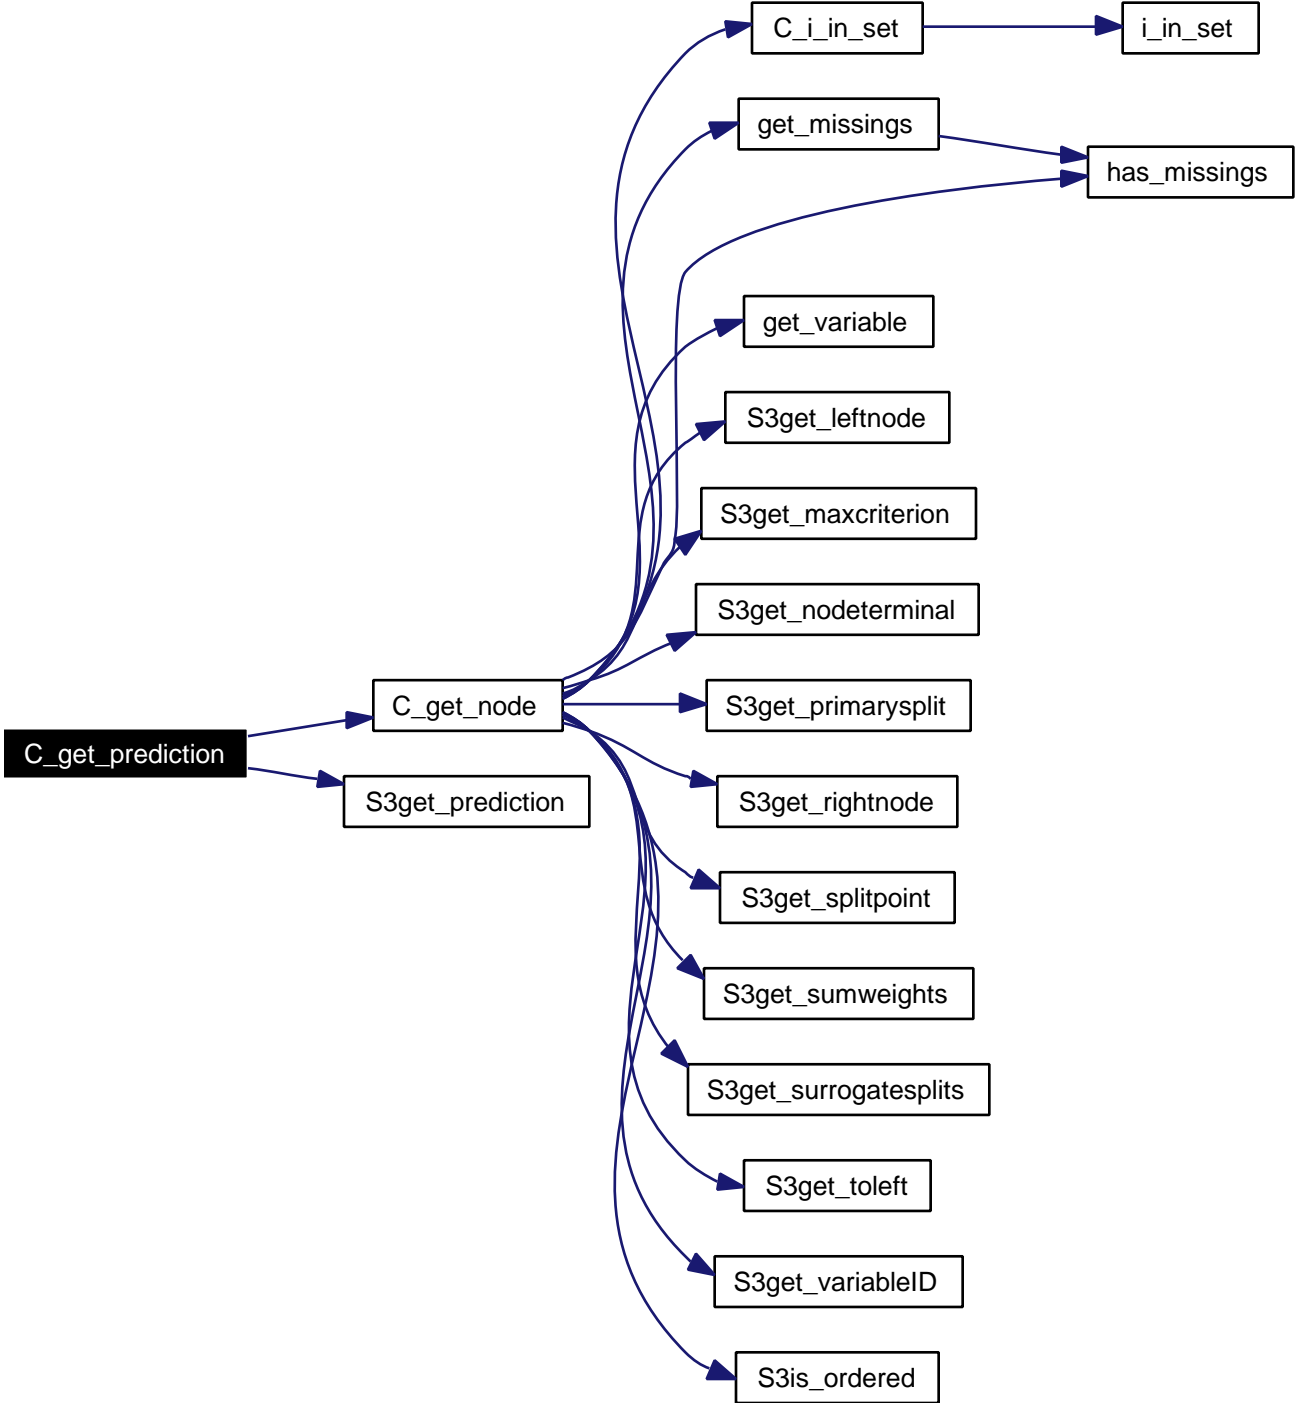 C_i_in_set
i_in_set
get_missings
has_missings
get_variable
S3get_leftnode
S3get_maxcriterion
S3get_nodeterminal
C_get_node
S3get_primarysplit
C_get_prediction
S3get_prediction
S3get_rightnode
S3get_splitpoint
S3get_sumweights
S3get_surrogatesplits
S3get_toleft
S3get_variableID
S3is_ordered